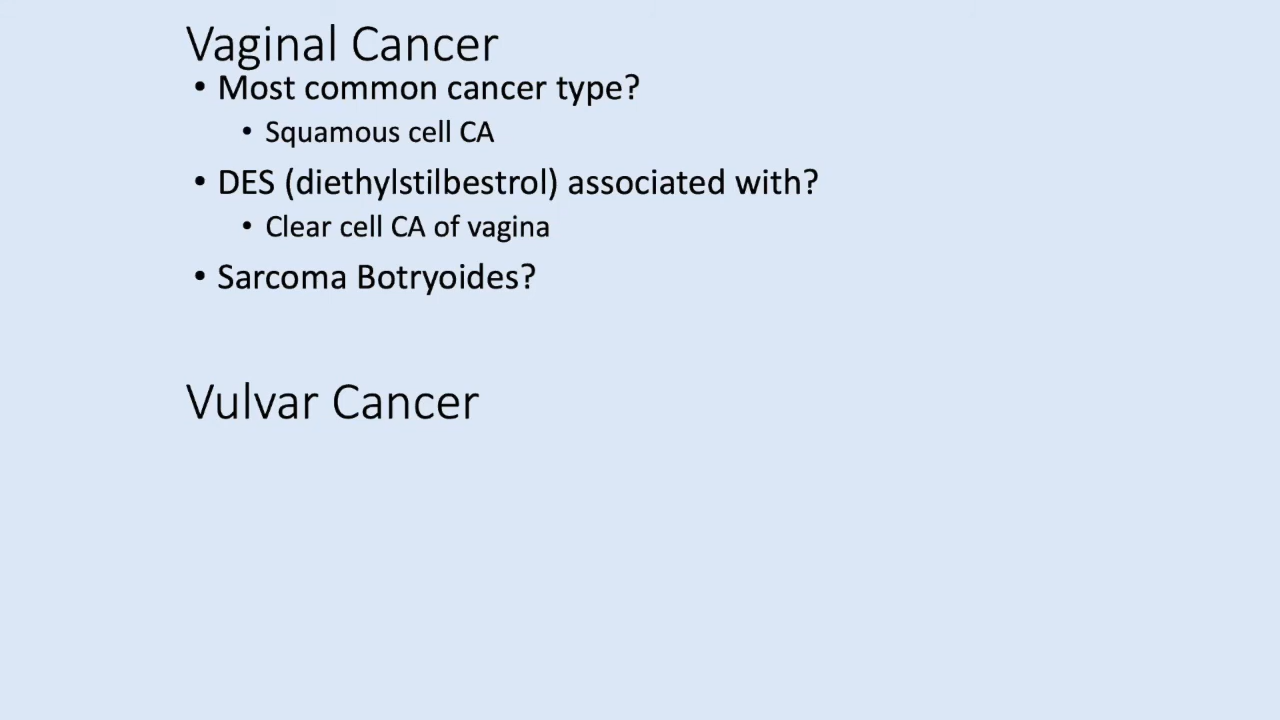 Vaginal Cancer
• Most common cancer type?
• Squamous cell CA
• DES (diethylstilbestrol) associated with?
• Clear cell CA of vagina
• Sarcoma Botryoides?
Vulvar Cancer